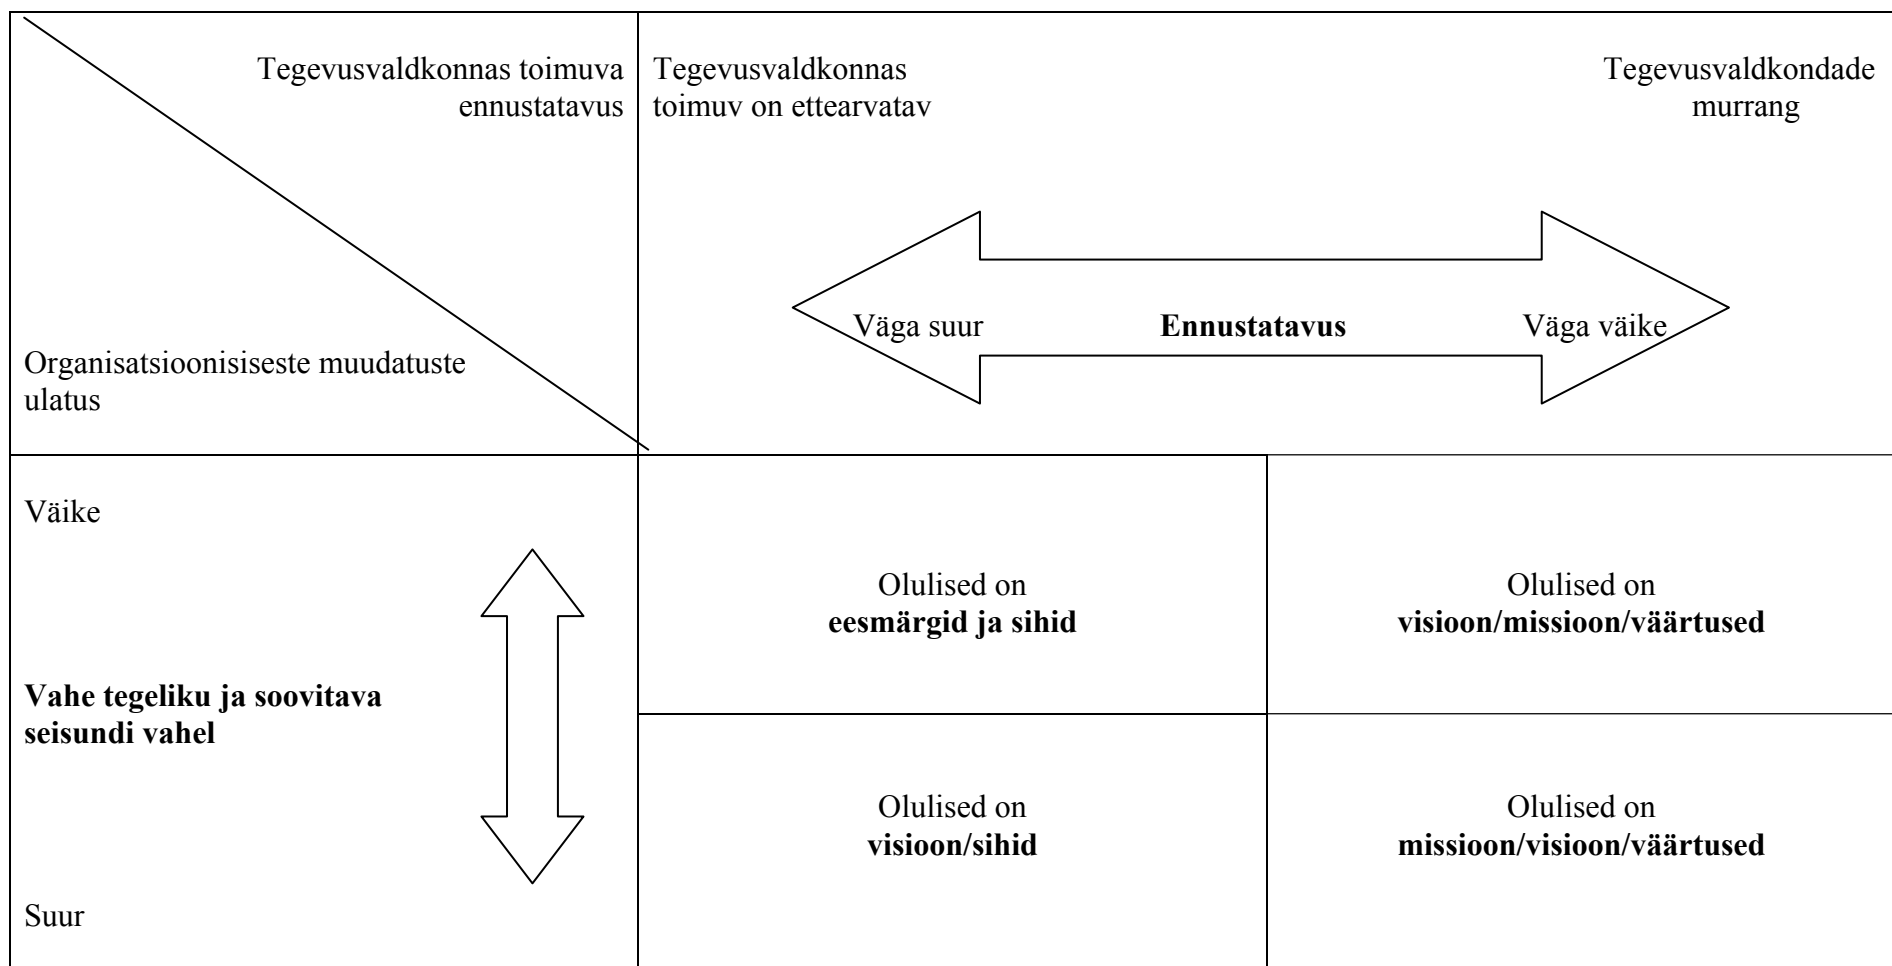 Tegevusvaldkonnas toimuva
ennustatavus
Organisatsioonisiseste muudatuste
ulatus
Tegevusvaldkonnas
toimuv on ettearvatav
Tegevusvaldkondade
murrang
Väga suur
Ennustatavus
Väga väike
Väike
Vahe tegeliku ja soovitava
seisundi vahel
Suur
Olulised on
eesmärgid ja sihid
Olulised on
visioon/missioon/väärtused
Olulised on
visioon/sihid
Olulised on
missioon/visioon/väärtused